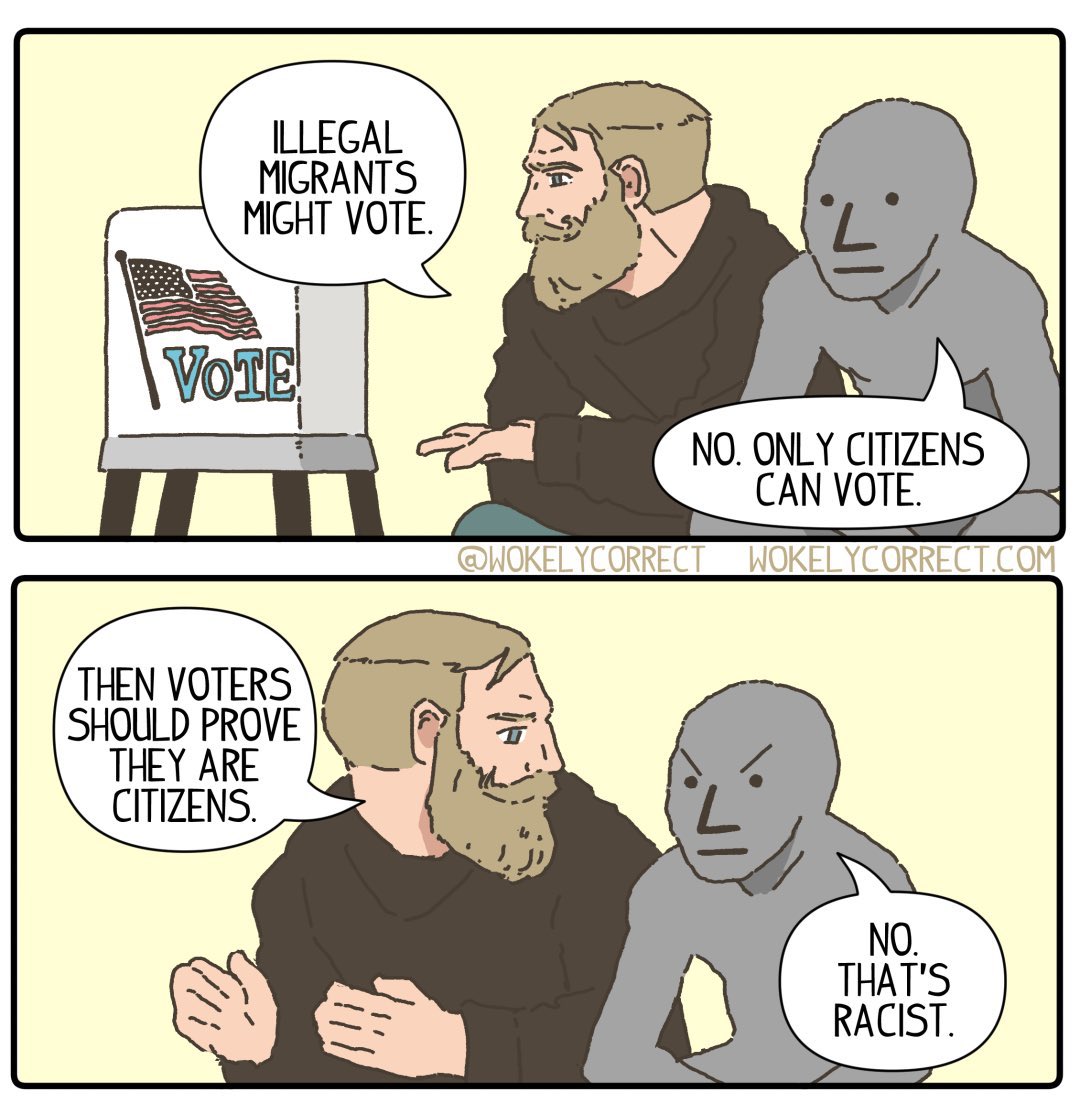 ILLEGAL
MIGRANTS
MIGHT VOTE.
VOTE
NO. ONLY CITIZENS
CAN VOTE.
@WOKELYCORRECT WOKELYCORRECT.COM
THEN VOTERS
SHOULD PROVE
THEY ARE
CITIZENS.
NO.
THAT'S
RACIST.